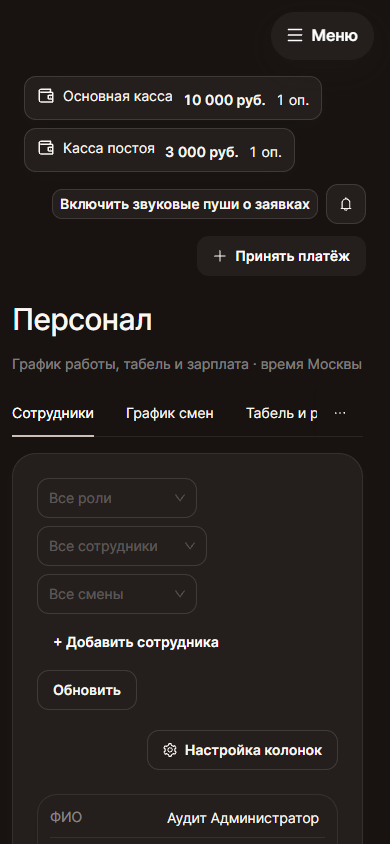 Меню
Основная касса 10 000 руб. 1 оп.
Касса постоя 3 000 руб. 1 оп.
Включить звуковые пуши о заявках
+ Принять платёж
Персонал
График работы, табель и зарплата · время Москвы
Сотрудники График смен Табель и р ...
Все роли
Все сотрудники
Все смены
+ Добавить сотрудника
Обновить
Настройка колонок
ФИО Аудит Администратор